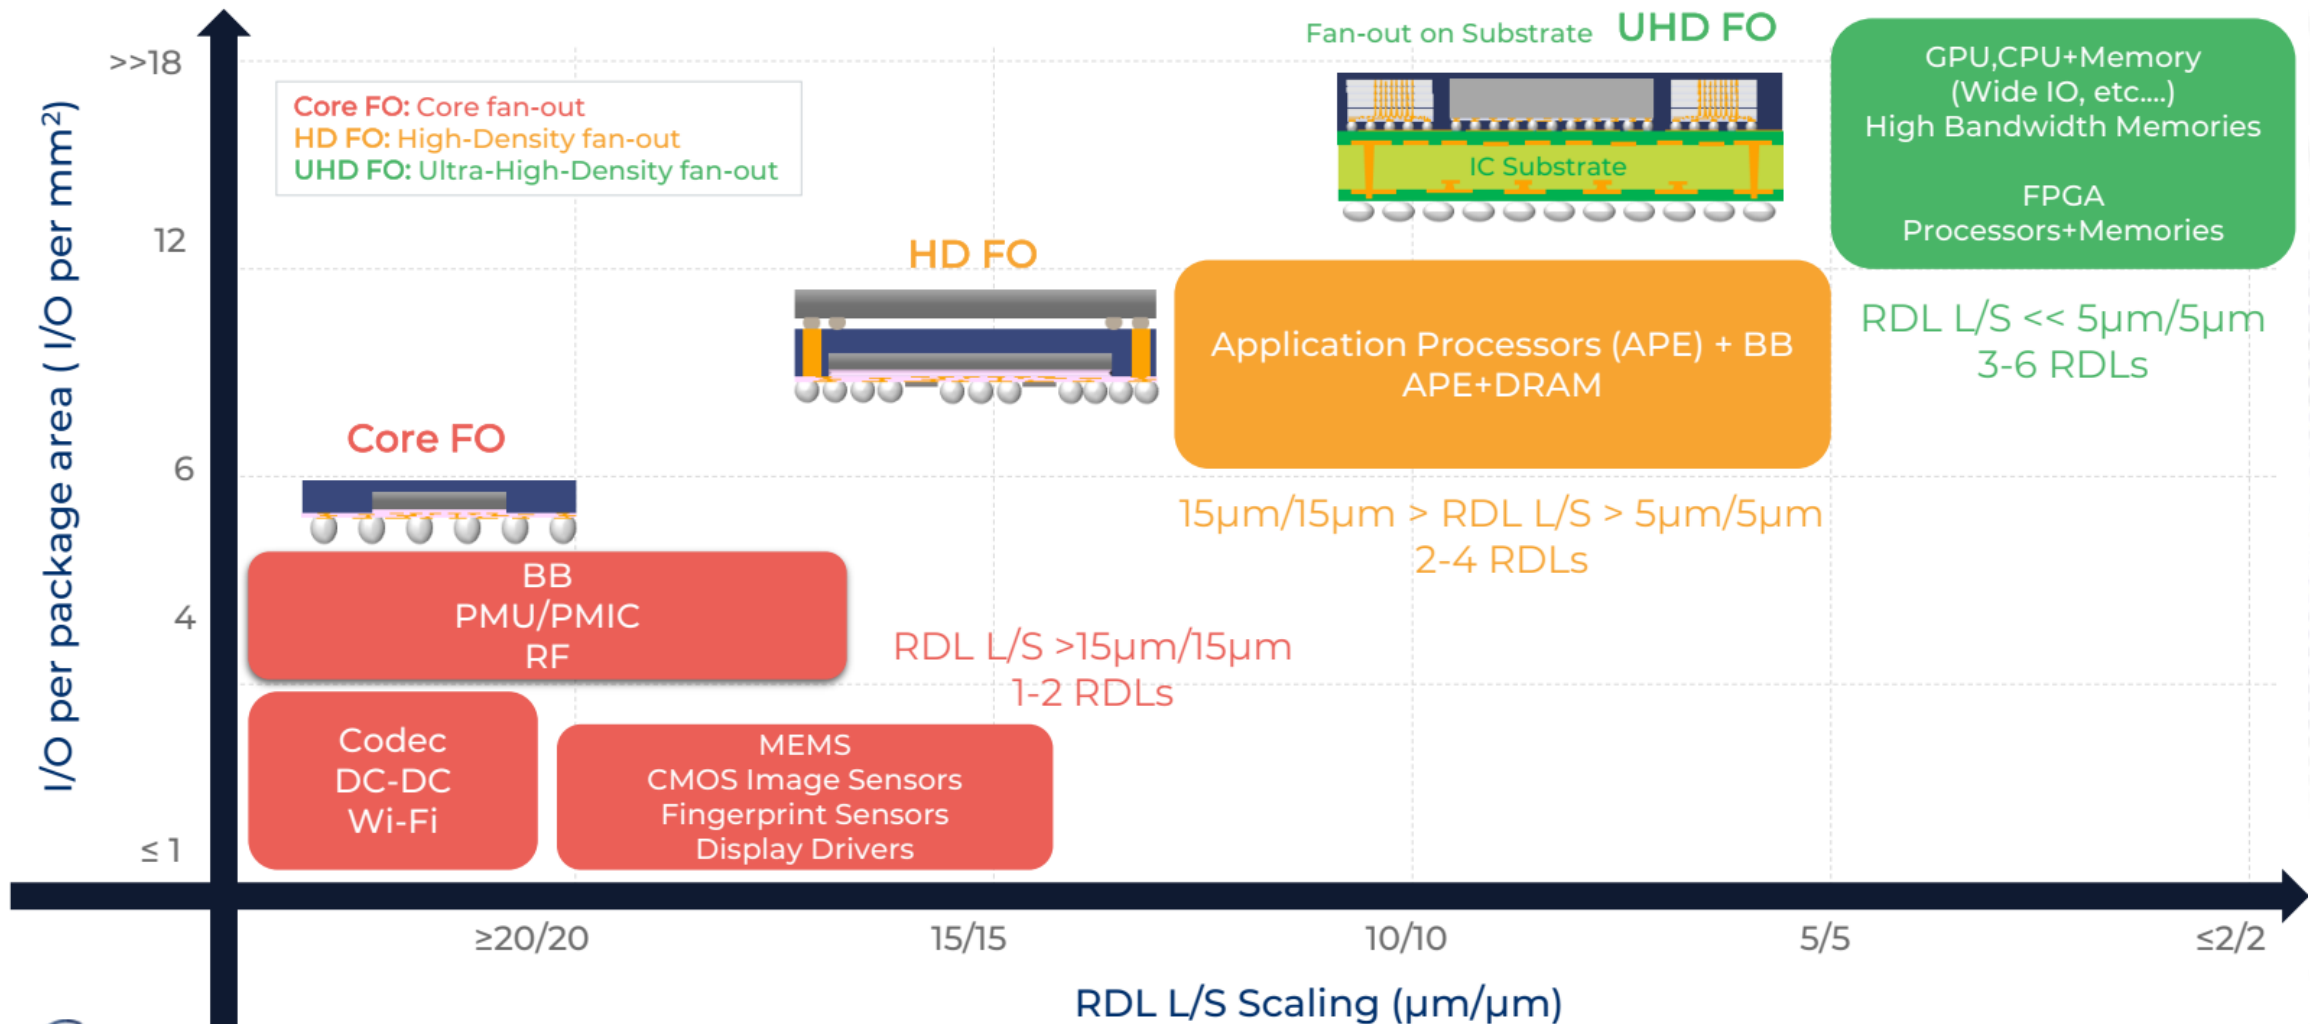 Fan-out on Substrate UHD FO
>>18
Core FO: Core fan-out
HD FO: High-Density fan-out
UHD FO: Ultra-High-Density fan-out
IC Substrate
GPU,CPU+Memory
(Wide IO, etc....)
High Bandwidth Memories
FPGA
Processors+Memories
I/O per package area ( I/O per mm²)
12
HD FO
Application Processors (APE) + BB
APE+DRAM
RDL L/S << 5µm/5µm
3-6 RDLs
Core FO
6
15µm/15µm > RDL L/S > 5µm/5µm
2-4 RDLs
BB
PMU/PMIC
RF
4
RDL L/S >15µm/15µm
1-2 RDLs
Codec
DC-DC
Wi-Fi
MEMS
CMOS Image Sensors
Fingerprint Sensors
Display Drivers
≤ 1
≥20/20
15/15
10/10
5/5
≤2/2
RDL L/S Scaling (µm/µm)